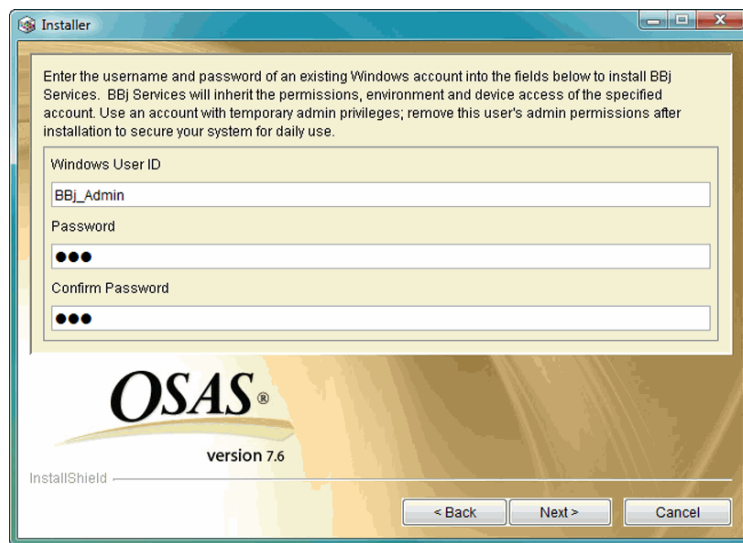 Installer
Enter the username and password of an existing Windows account into the fields below to install BBj
Services. BBj Services will inherit the permissions, environment and device access of the specified
account. Use an account with temporary admin privileges; remove this user's admin permissions after
installation to secure your system for daily use.
Windows User ID
BBj_Admin
Password
●●●
Confirm Password
●●●
OSAS®
version 7.6
InstallShield
< Back Next > Cancel